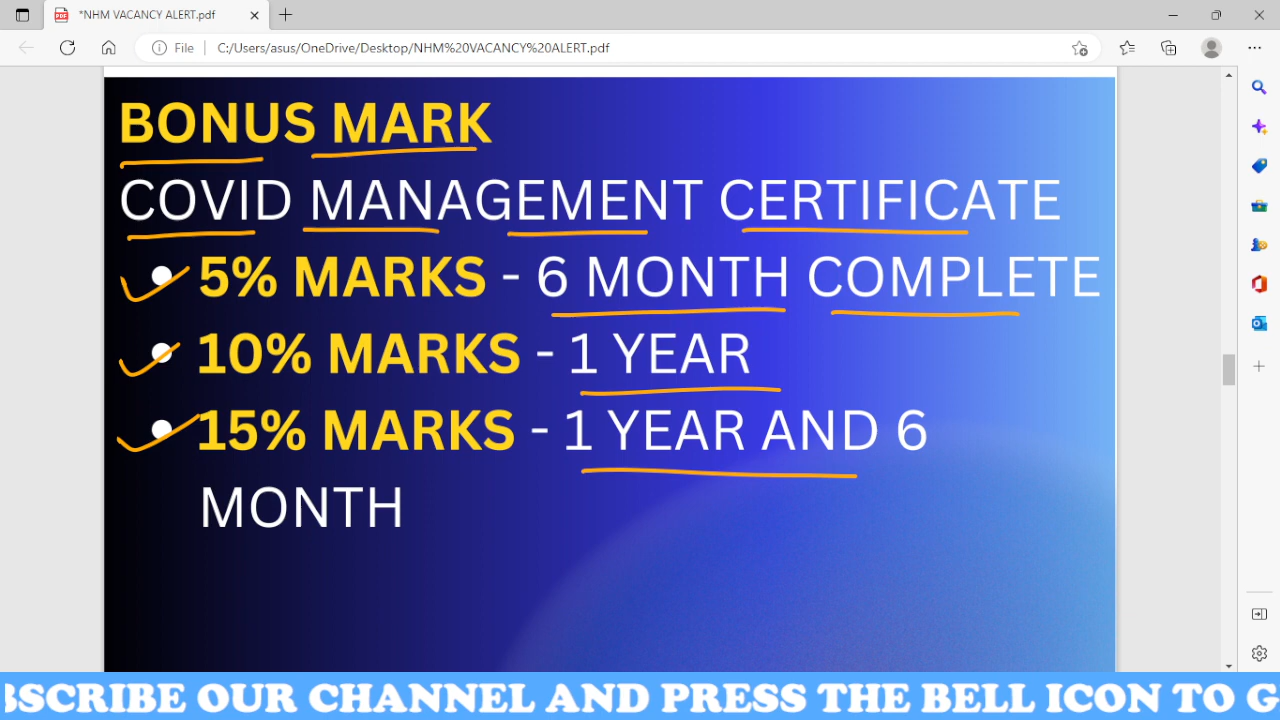 *NHM VACANCY ALERT.pdf
File
C:/Users/asus/OneDrive/Desktop/NHM%20VACANCY%20ALERT.pdf
BONUS MARK
COVID MANAGEMENT CERTIFICATE
5% MARKS - 6 MONTH COMPLETE
10% MARKS - 1 YEAR
15% MARKS - 1 YEAR AND 6
MONTH
BSCRIBE OUR CHANNEL AND PRESS THE BELL ICON TO G